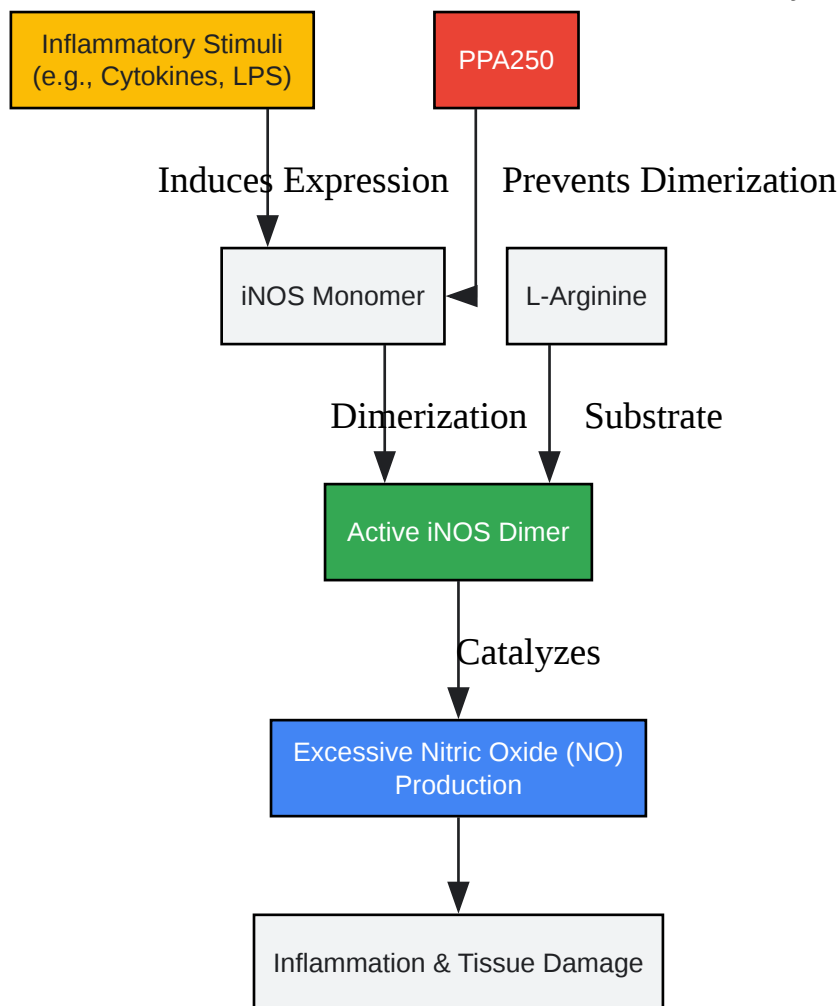 Inflammatory Stimuli
(e.g., Cytokines, LPS)
PPA250
Induces Expression
Prevents Dimerization
iNOS Monomer
L-Arginine
Dimerization
Substrate
Active iNOS Dimer
Catalyzes
Excessive Nitric Oxide (NO)
Production
Inflammation & Tissue Damage